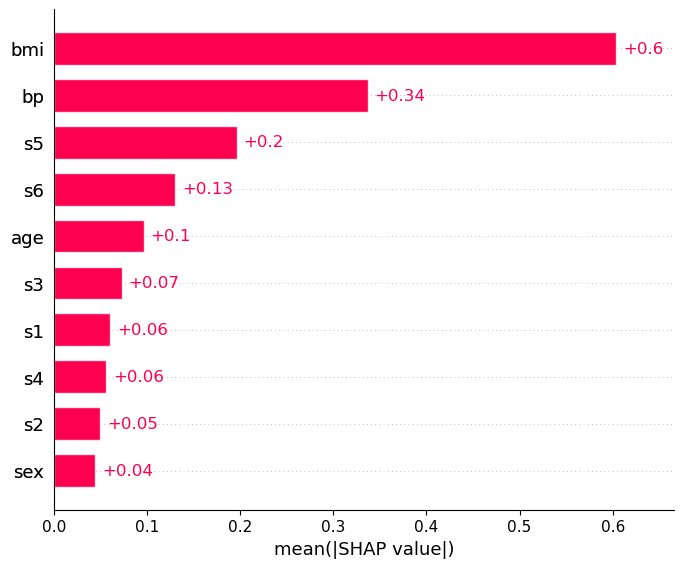 bmi +0.6
bp +0.34
s5 +0.2
s6 +0.13
age +0.1
s3 +0.07
s1 +0.06
s4 +0.06
s2 +0.05
sex +0.04
0.0 0.1 0.2 0.3 0.4 0.5 0.6
mean(|SHAP value|)